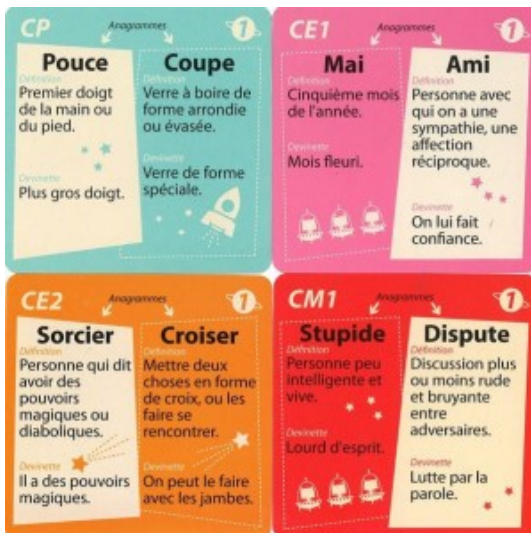 CP
Anagrammes
1
Pouce
Définition
Premier doigt
de la main ou
du pied.
Devinette
Plus gros doigt.
Coupe
Définition
Verre à boire de
forme arrondie
ou évasée.
Devinette
Verre de forme
spéciale.
CE1
Anagrammes
1
Mai
Définition
Cinquième mois
de l'année.
Devinette
Mois fleuri.
Ami
Définition
Personne avec
qui on a une
sympathie, une
affection
réciproque.
Devinette
On lui fait
confiance.
CE2
Anagrammes
1
Sorcier
Définition
Personne qui dit
avoir des
pouvoirs
magiques ou
diaboliques.
Devinette
Il a des pouvoirs
magiques.
Croiser
Définition
Mettre deux
choses en forme
de croix, ou les
faire se
rencontrer.
Devinette
On peut le faire
avec les jambes.
CM1
Anagrammes
1
Stupide
Définition
Personne peu
intelligente et
vive.
Devinette
Lourd d'esprit.
Dispute
Définition
Discussion plus
ou moins rude
et bruyante
entre
adversaires.
Devinette
Lutte par la
parole.